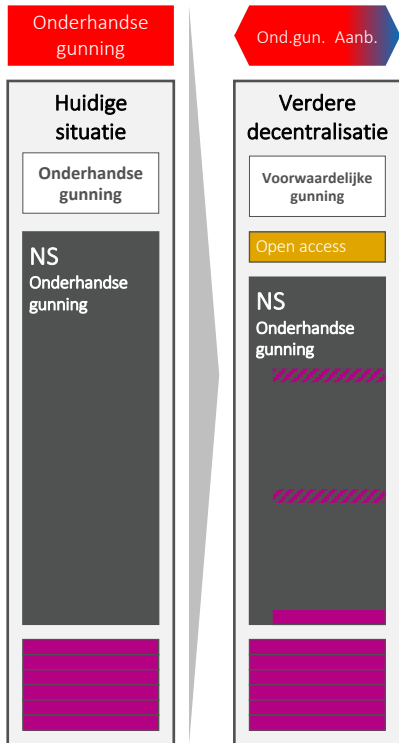 Onderhandse
gunning
Huidige
situatie
Onderhandse
gunning
NS
Onderhandse
gunning
Ond.gun. Aanb.
Verdere
decentralisatie
Voorwaardelijke
gunning
Open access
NS
Onderhandse
gunning